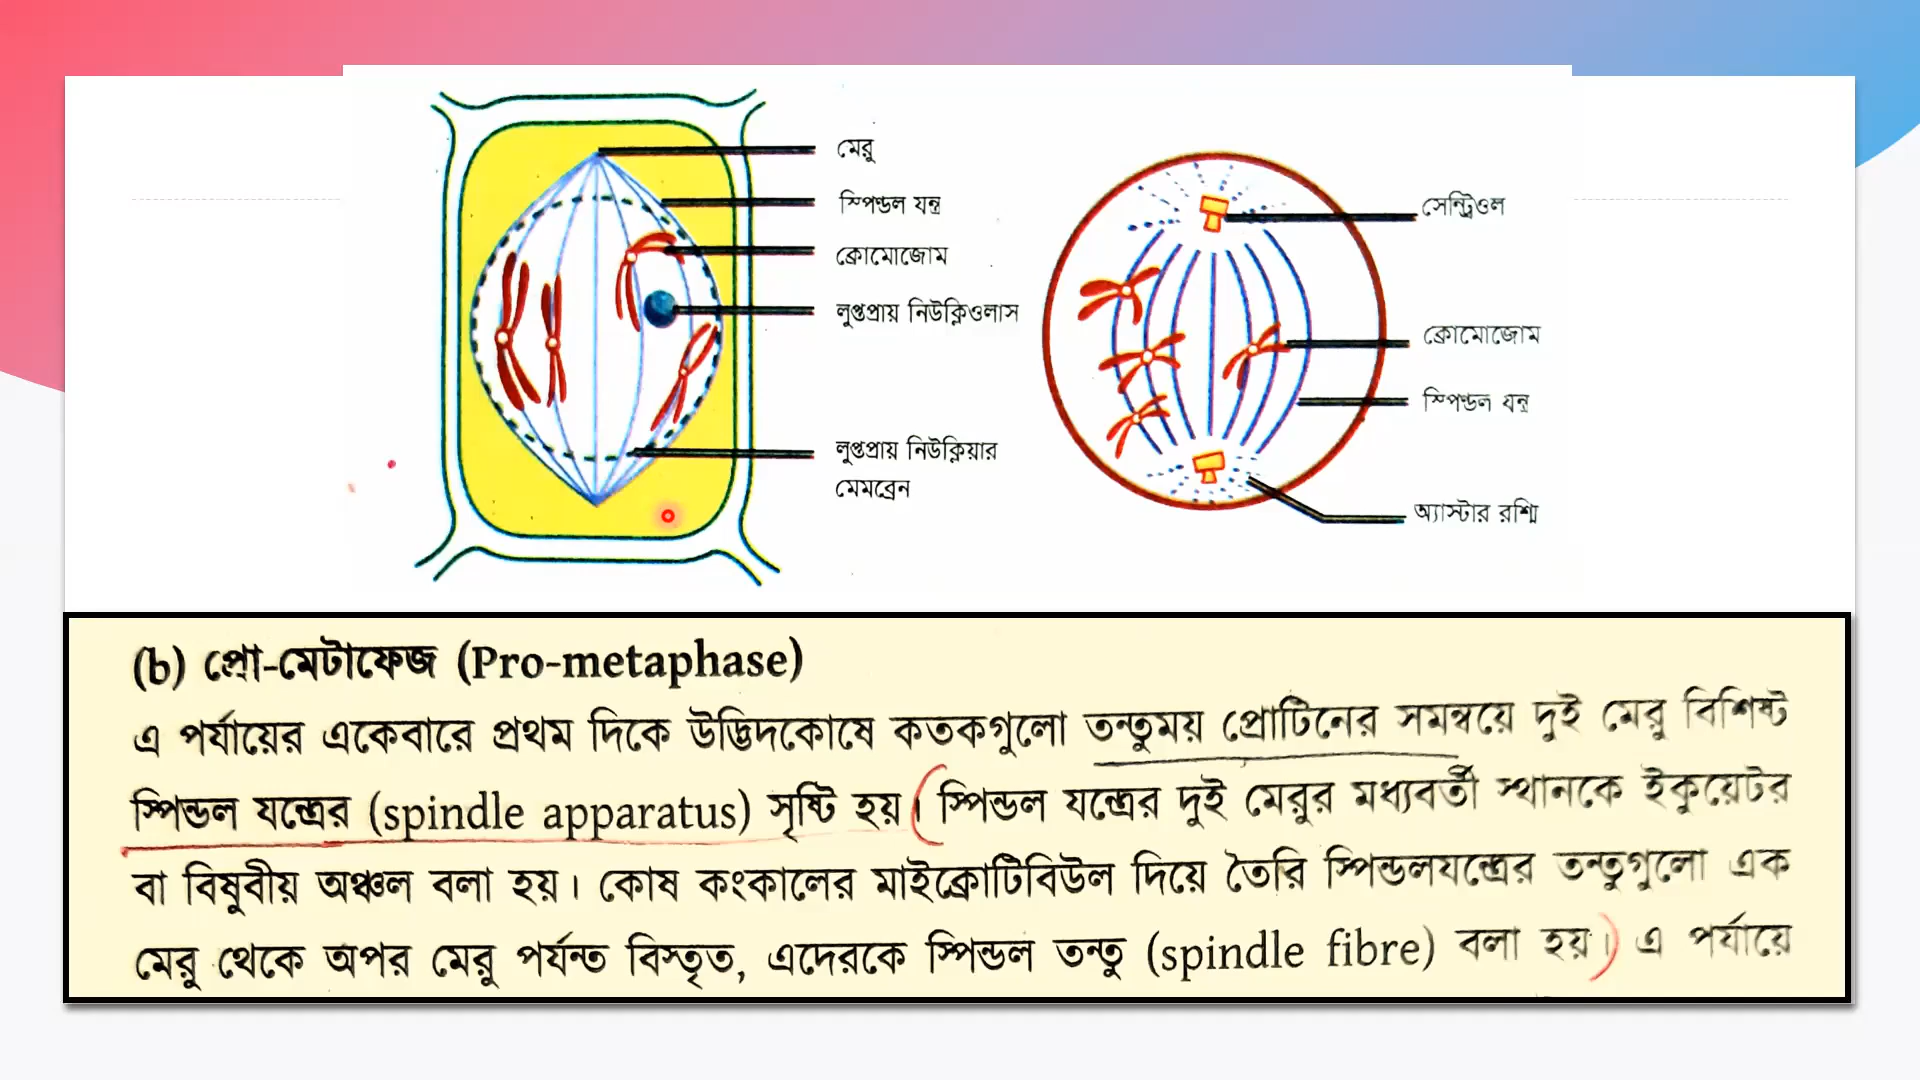 মেরু
স্পিণ্ডল যন্ত্র
ক্রোমোজোম
লুপ্তপ্রায় নিউক্লিওলাস
লুপ্তপ্রায় নিউক্লিয়ার
মেমব্রেন
সেন্ট্রিওল
ক্রোমোজোম
স্পিণ্ডল যন্ত্র
অ্যাস্টার রশ্মি
(b) প্রো-মেটাফেজ (Pro-metaphase)
এ পর্যায়ের একেবারে প্রথম দিকে উদ্ভিদকোষে কতকগুলো তন্তুময় প্রোটিনের সমন্বয়ে দুই মেরু বিশিষ্ট
স্পিন্ডল যন্ত্রের (spindle apparatus) সৃষ্টি হয়। স্পিন্ডল যন্ত্রের দুই মেরুর মধ্যবর্তী স্থানকে ইকুয়েটর
বা বিষুবীয় অঞ্চল বলা হয়। কোষ কংকালের মাইক্রোটিবিউল দিয়ে তৈরি স্পিন্ডলযন্ত্রের তন্তুগুলো এক
মেরু থেকে অপর মেরু পর্যন্ত বিস্তৃত, এদেরকে স্পিন্ডল তন্তু (spindle fibre) বলা হয়। এ পর্যায়ে